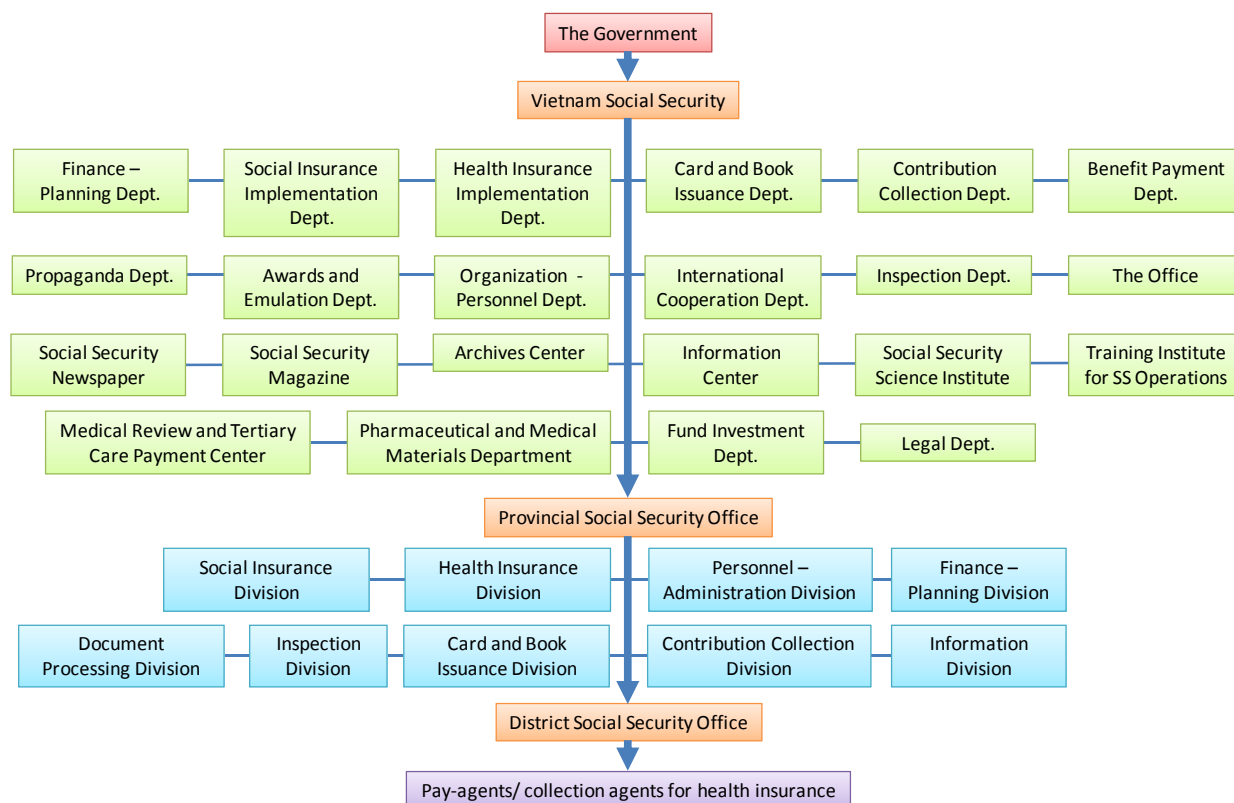 The Government
Vietnam Social Security
Finance –
Planning Dept.
Social Insurance
Implementation
Dept.
Health Insurance
Implementation
Dept.
Card and Book
Issuance Dept.
Contribution
Collection Dept.
Benefit Payment
Dept.
Propaganda Dept.
Awards and
Emulation Dept.
Organization -
Personnel Dept.
International
Cooperation Dept.
Inspection Dept.
The Office
Social Security
Newspaper
Social Security
Magazine
Archives Center
Information
Center
Social Security
Science Institute
Training Institute
for SS Operations
Medical Review and Tertiary
Care Payment Center
Pharmaceutical and Medical
Materials Department
Fund Investment
Dept.
Legal Dept.
Provincial Social Security Office
Social Insurance
Division
Health Insurance
Division
Personnel –
Administration Division
Finance –
Planning Division
Document
Processing Division
Inspection
Division
Card and Book
Issuance Division
Contribution Collection
Division
Information
Division
District Social Security Office
Pay-agents/ collection agents for health insurance